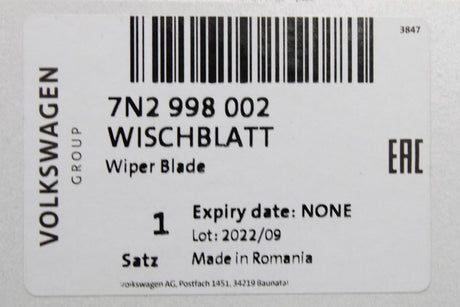 3847
VOLKSWAGEN
GROUP
7N2 998 002
WISCHBLATT
Wiper Blade
EAC
1
Expiry date: NONE
Lot: 2022/09
Satz
Made in Romania
Volkswagen AG, Postfach 1451, 34219 Baunatal